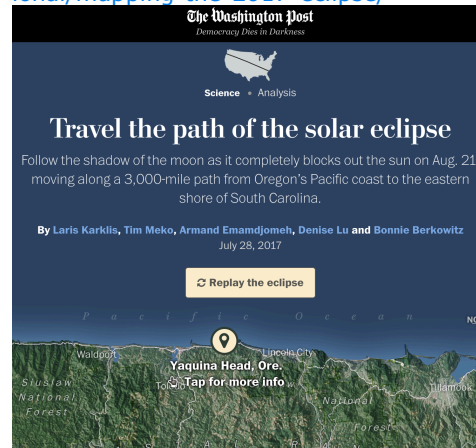 The Washington Post
Democracy Dies in Darkness
Science • Analysis
Travel the path of the solar eclipse
Follow the shadow of the moon as it completely blocks out the sun on Aug. 21
moving along a 3,000-mile path from Oregon's Pacific coast to the eastern
shore of South Carolina.
By Laris Karklis, Tim Meko, Armand Emamdjomeh, Denise Lu and Bonnie Berkowitz
July 28, 2017
Replay the eclipse
Pacific Ocean
Waldport
Lincoln City
Yaquina Head, Ore.
Tap for more info
Siuslaw
National
Forest
Tillamook
National
Forest